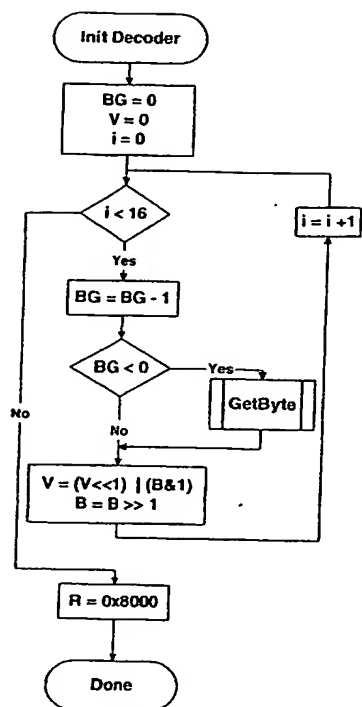 Init Decoder
BG = 0
V = 0
i = 0
i < 16
i = i +1
Yes
BG = BG - 1
BG < 0
Yes
GetByte
No
No
V = (V<<1) | (B&1)
B = B >> 1
R = 0x8000
Done